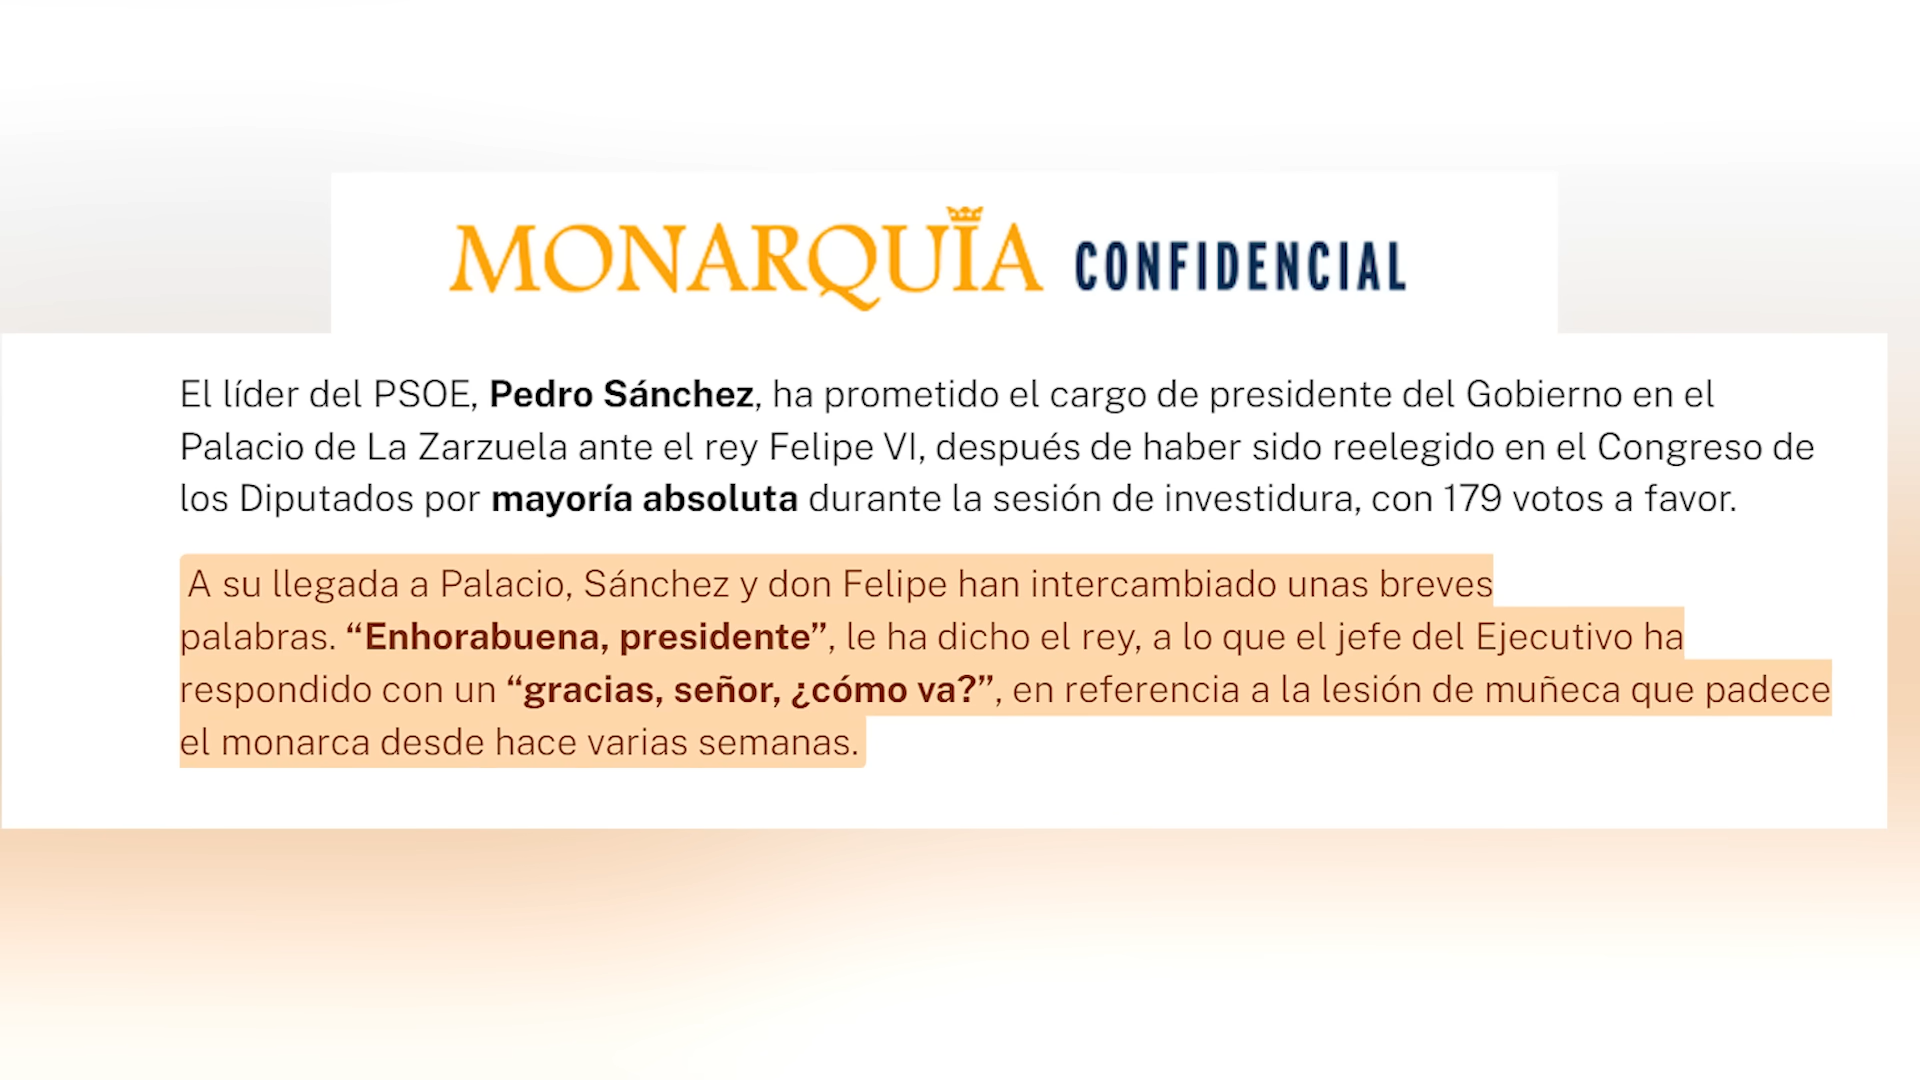 MONARQUÍA CONFIDENCIAL
El líder del PSOE, Pedro Sánchez, ha prometido el cargo de presidente del Gobierno en el
Palacio de La Zarzuela ante el rey Felipe VI, después de haber sido reelegido en el Congreso de
los Diputados por mayoría absoluta durante la sesión de investidura, con 179 votos a favor.
A su llegada a Palacio, Sánchez y don Felipe han intercambiado unas breves
palabras. “Enhorabuena, presidente”, le ha dicho el rey, a lo que el jefe del Ejecutivo ha
respondido con un “gracias, señor, ¿cómo va?”, en referencia a la lesión de muñeca que padece
el monarca desde hace varias semanas.